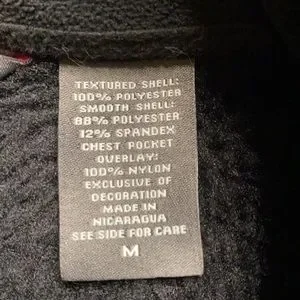 TEXTURED SHELL:
100% POLYESTER
SMOOTH SHELL:
88% POLYESTER
12% SPANDEX
CHEST POCKET
OVERLAY:
100% NYLON
EXCLUSIVE OF
DECORATION
MADE IN
NICARAGUA
SEE SIDE FOR CARE
M